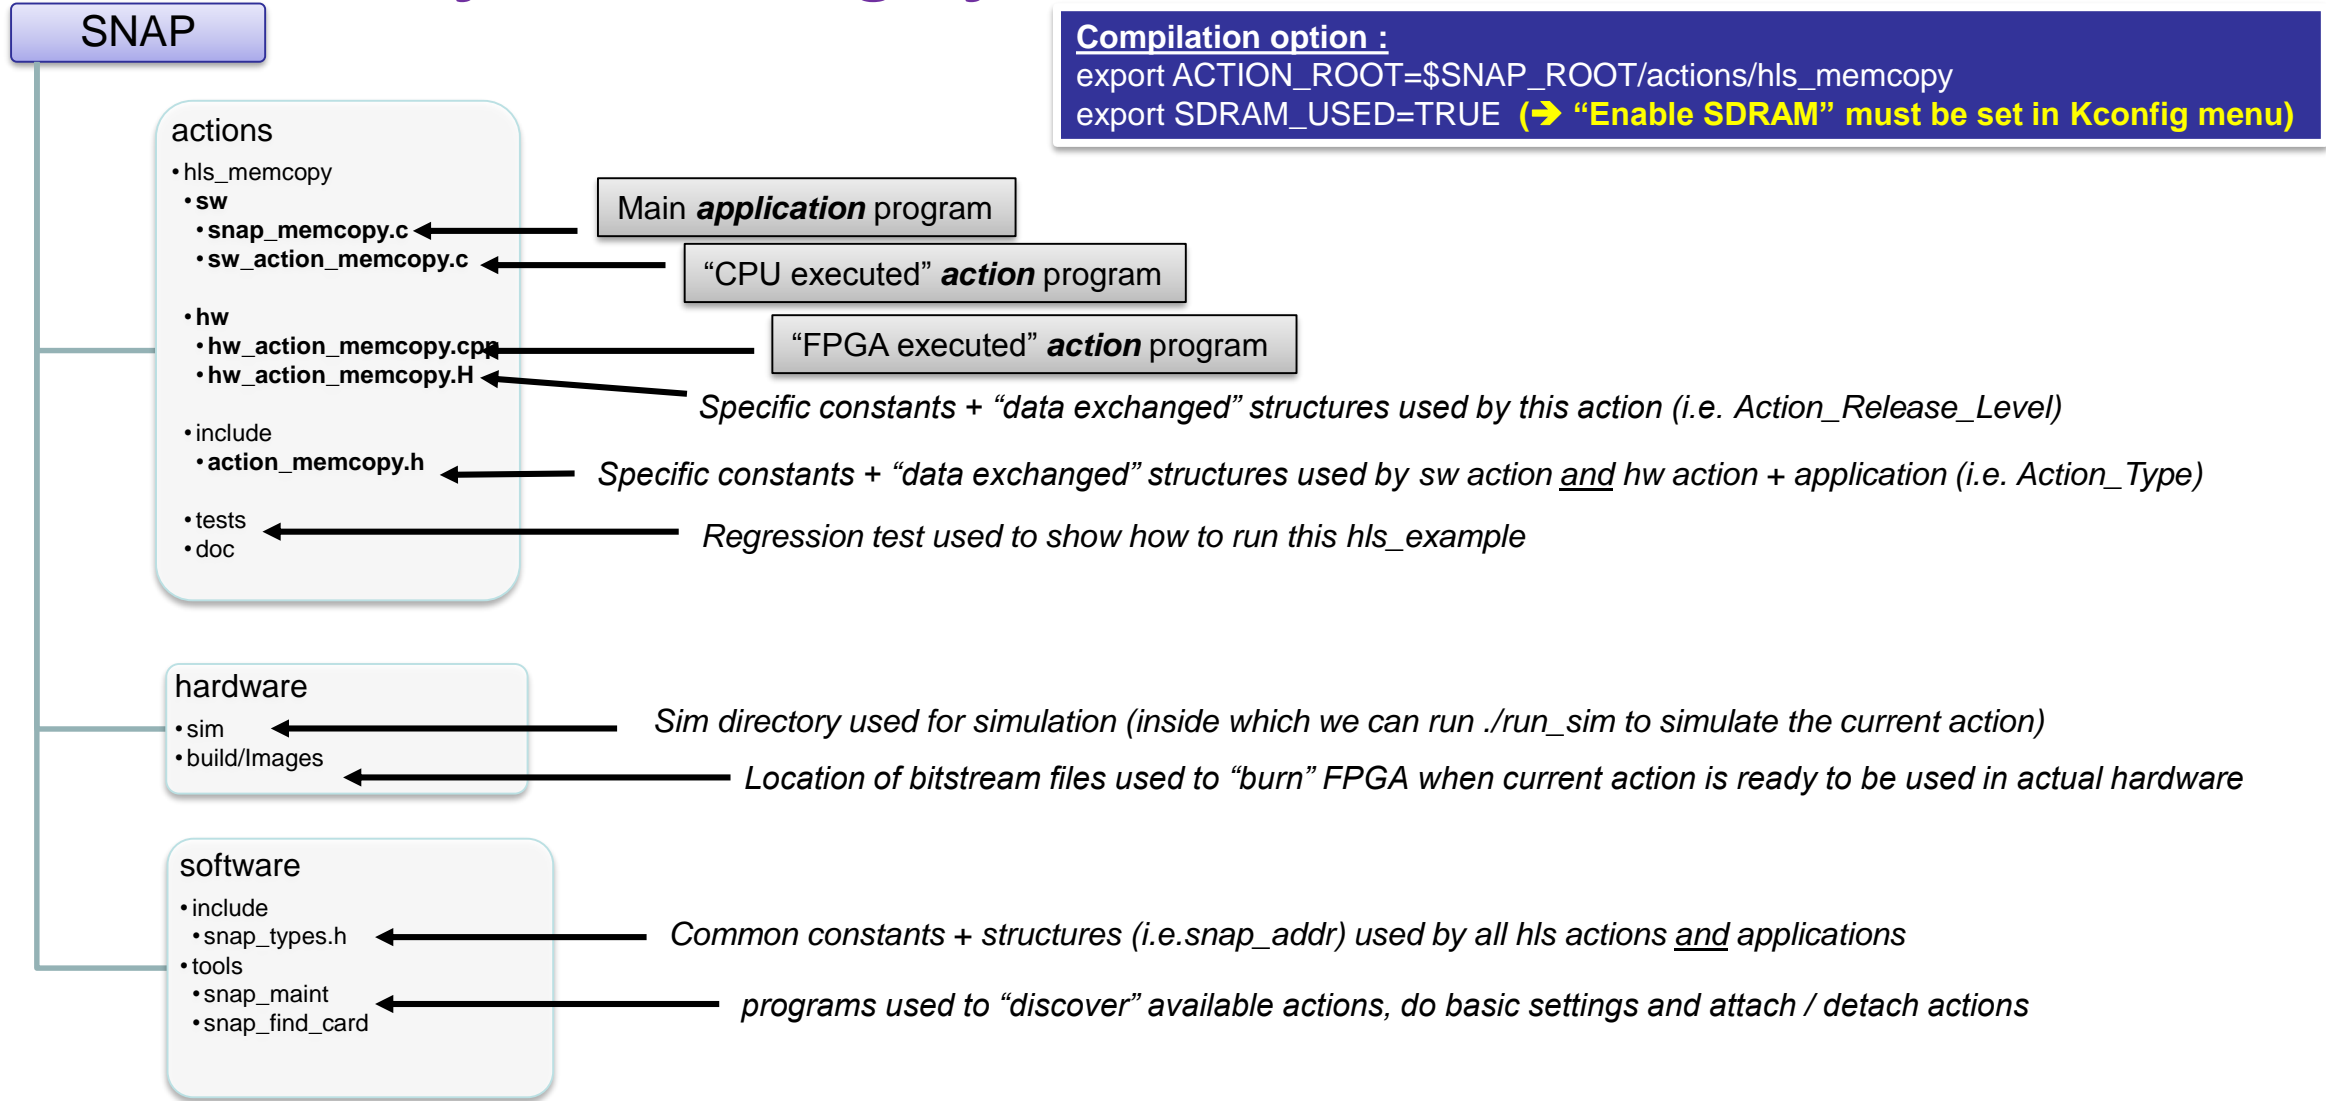 SNAP
Compilation option :
export ACTION_ROOT=$SNAP_ROOT/actions/hls_memcopy
export SDRAM_USED=TRUE (➔ “Enable SDRAM” must be set in Kconfig menu)
actions
•hls_memcopy
•sw
•snap_memcopy.c
Main application program
•sw_action_memcopy.c
“CPU executed” action program
•hw
•hw_action_memcopy.cpp
“FPGA executed” action program
•hw_action_memcopy.H
Specific constants + “data exchanged” structures used by this action (i.e. Action_Release_Level)
•include
•action_memcopy.h
Specific constants + “data exchanged” structures used by sw action and hw action + application (i.e. Action_Type)
•tests
Regression test used to show how to run this hls_example
•doc
hardware
•sim
Sim directory used for simulation (inside which we can run ./run_sim to simulate the current action)
•build/Images
Location of bitstream files used to “burn” FPGA when current action is ready to be used in actual hardware
software
•include
•snap_types.h
Common constants + structures (i.e.snap_addr) used by all hls actions and applications
•tools
•snap_maint
programs used to “discover” available actions, do basic settings and attach / detach actions
•snap_find_card